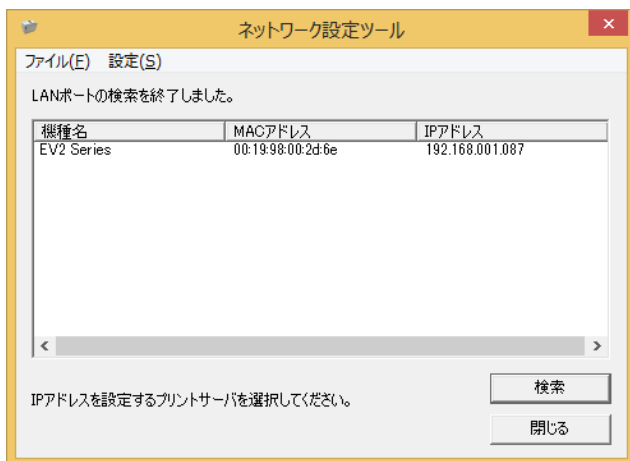 ネットワーク設定ツール
ファイル(F) 設定(S)
LANポートの検索を終了しました。
機種名 MACアドレス IPアドレス
EV2 Series 00:19:98:00:2d:6e 192.168.001.087
IPアドレスを設定するプリントサーバを選択してください。
検索
閉じる